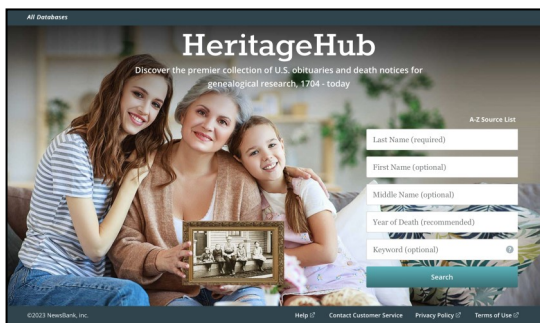 All Databases
HeritageHub
Discover the premier collection of U.S. obituaries and death notices for
genealogical research, 1704 - today
A-Z Source List
Last Name (required)
First Name (optional)
Middle Name (optional)
Year of Death (recommended)
Keyword (optional) ?
Search
©2023 NewsBank, inc. Help Contact Customer Service Privacy Policy Terms of Use